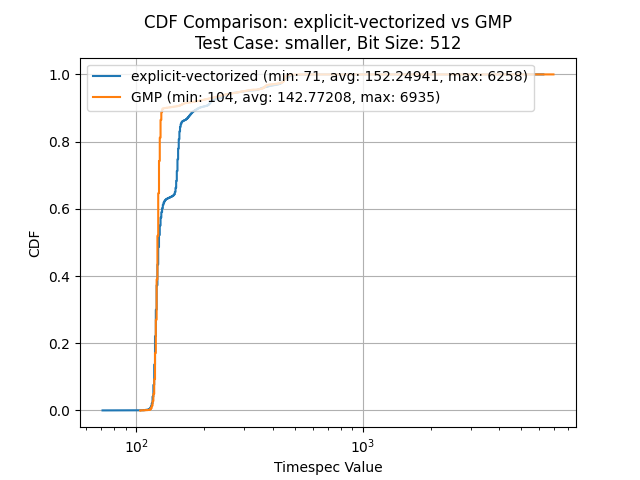 CDF Comparison: explicit-vectorized vs GMP
Test Case: smaller, Bit Size: 512
explicit-vectorized (min: 71, avg: 152.24941, max: 6258)
GMP (min: 104, avg: 142.77208, max: 6935)
1.0
0.8
0.6
0.4
0.2
0.0
CDF
10² 10³
Timespec Value